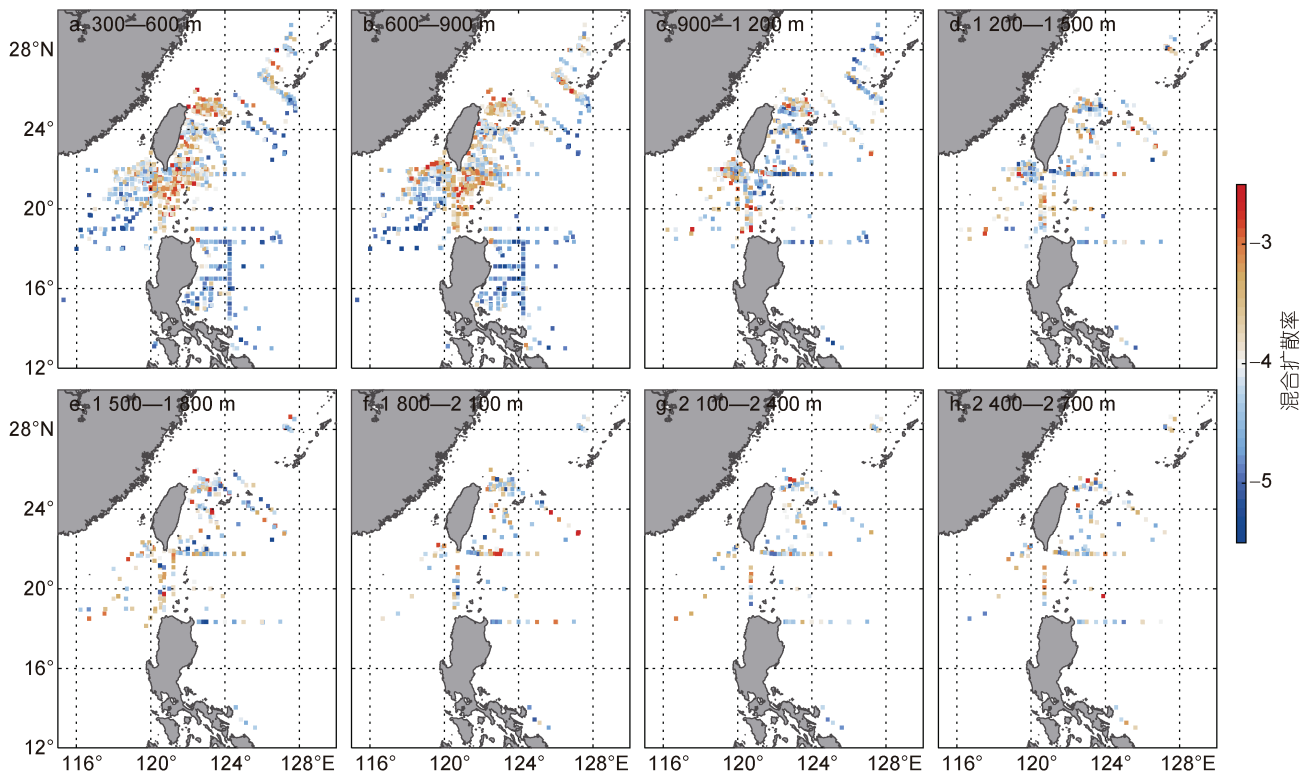 a. 300—600 m
b. 600—900 m
c. 900—1 200 m
d. 1 200—1 500 m
28°N
24°
20°
16°
12°
e. 1 500—1 800 m
f. 1 800—2 100 m
g. 2 100—2 400 m
h. 2 400—2 700 m
28°N
24°
20°
16°
12°
116° 120° 124° 128°E
116° 120° 124° 128°E
116° 120° 124° 128°E
116° 120° 124° 128°E
−3
−4
−5
混合扩散率